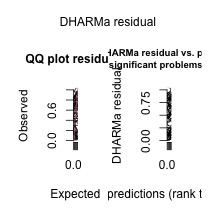 DHARMa residual
QQ plot residu
HARMa residual vs. p
significant problems
Observed
0.0 0.6
0.0
Expected
DHARMa residual
0.00 0.75
0.0
predictions (rank t